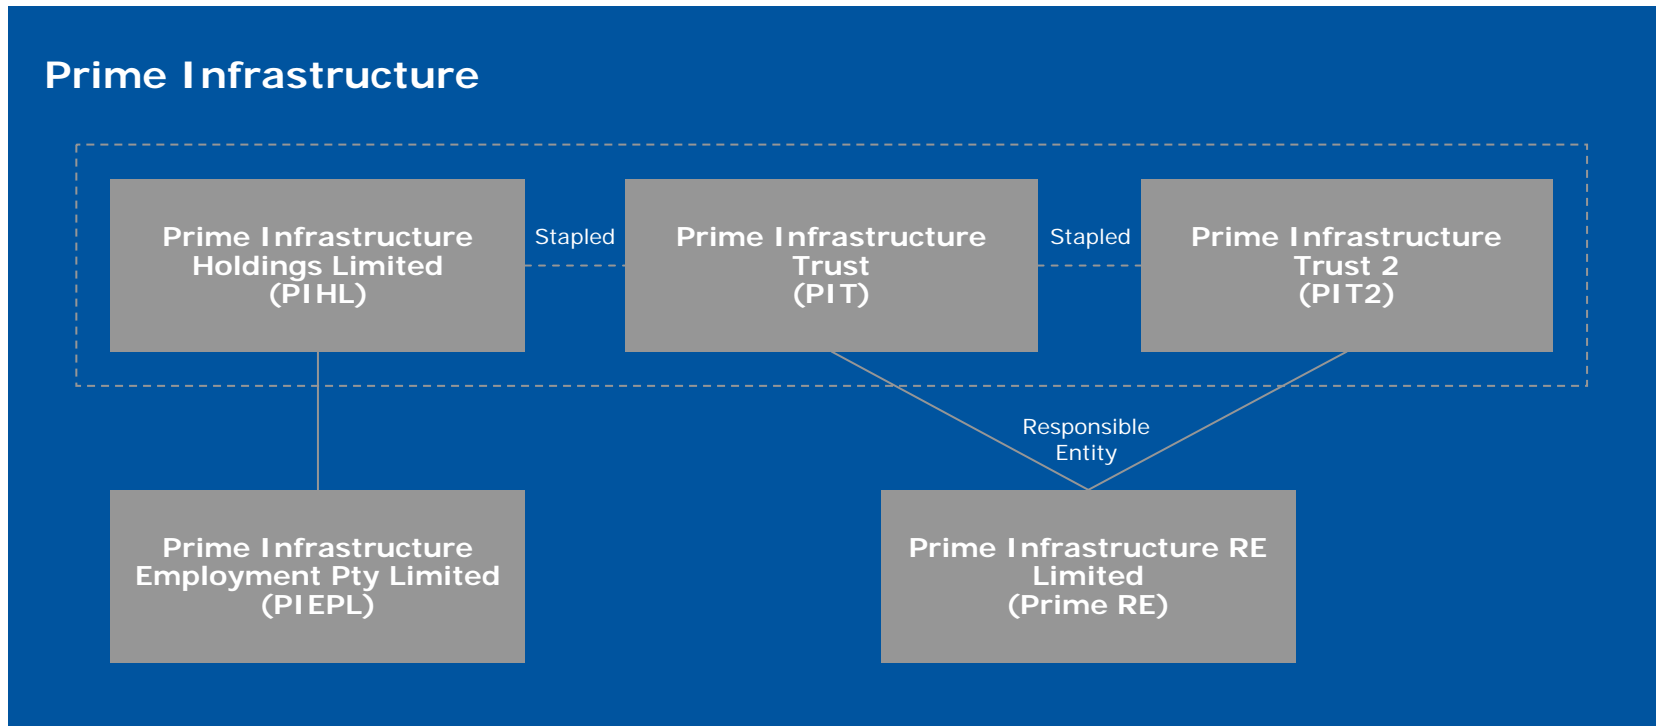 Prime Infrastructure
Prime Infrastructure
Holdings Limited
(PIHL)
Stapled
Prime Infrastructure
Trust
(PIT)
Stapled
Prime Infrastructure
Trust 2
(PIT2)
Responsible
Entity
Prime Infrastructure
Employment Pty Limited
(PIEPL)
Prime Infrastructure RE
Limited
(Prime RE)